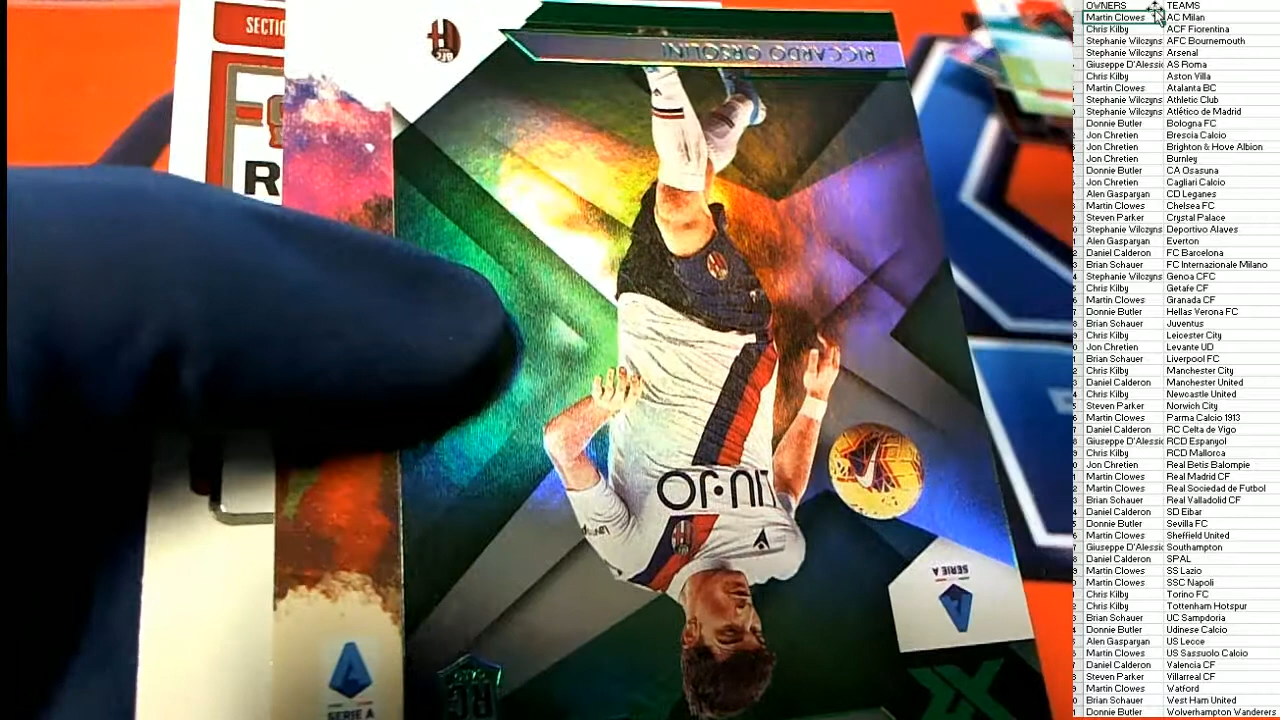 SECTIO
R
RICCARDO ORSOLINI
LIU·JO
SERIE A
RC
SERIE A
OWNERS TEAMS
Martin Clowes AC Milan
Chris Kilby ACF Fiorentina
Stephanie Wilczyns AFC Bournemouth
Stephanie Wilczyns Arsenal
Giuseppe D'Alessic AS Roma
Chris Kilby Aston Villa
Martin Clowes Atalanta BC
Stephanie Wilczyns Athletic Club
Stephanie Wilczyns Atlético de Madrid
Donnie Butler Bologna FC
Jon Chretien Brescia Calcio
Jon Chretien Brighton & Hove Albion
Jon Chretien Burnley
Donnie Butler CA Osasuna
Jon Chretien Cagliari Calcio
Alen Gasparyan CD Leganes
Martin Clowes Chelsea FC
Steven Parker Crystal Palace
Stephanie Wilczyns Deportivo Alaves
Alen Gasparyan Everton
Daniel Calderon FC Barcelona
Brian Schauer FC Internazionale Milano
Stephanie Wilczyns Genoa CFC
Chris Kilby Getafe CF
Martin Clowes Granada CF
Donnie Butler Hellas Verona FC
Brian Schauer Juventus
Chris Kilby Leicester City
Jon Chretien Levante UD
Brian Schauer Liverpool FC
Chris Kilby Manchester City
Daniel Calderon Manchester United
Chris Kilby Newcastle United
Steven Parker Norwich City
Martin Clowes Parma Calcio 1913
Daniel Calderon RC Celta de Vigo
Giuseppe D'Alessic RCD Espanyol
Chris Kilby RCD Mallorca
Jon Chretien Real Betis Balompie
Martin Clowes Real Madrid CF
Martin Clowes Real Sociedad de Futbol
Brian Schauer Real Valladolid CF
Daniel Calderon SD Eibar
Donnie Butler Sevilla FC
Martin Clowes Sheffield United
Giuseppe D'Alessic Southampton
Daniel Calderon SPAL
Martin Clowes SS Lazio
Martin Clowes SSC Napoli
Chris Kilby Torino FC
Chris Kilby Tottenham Hotspur
Brian Schauer UC Sampdoria
Donnie Butler Udinese Calcio
Alen Gasparyan US Lecce
Martin Clowes US Sassuolo Calcio
Daniel Calderon Valencia CF
Steven Parker Villarreal CF
Martin Clowes Watford
Brian Schauer West Ham United
Donnie Butler Wolverhampton Wanderers